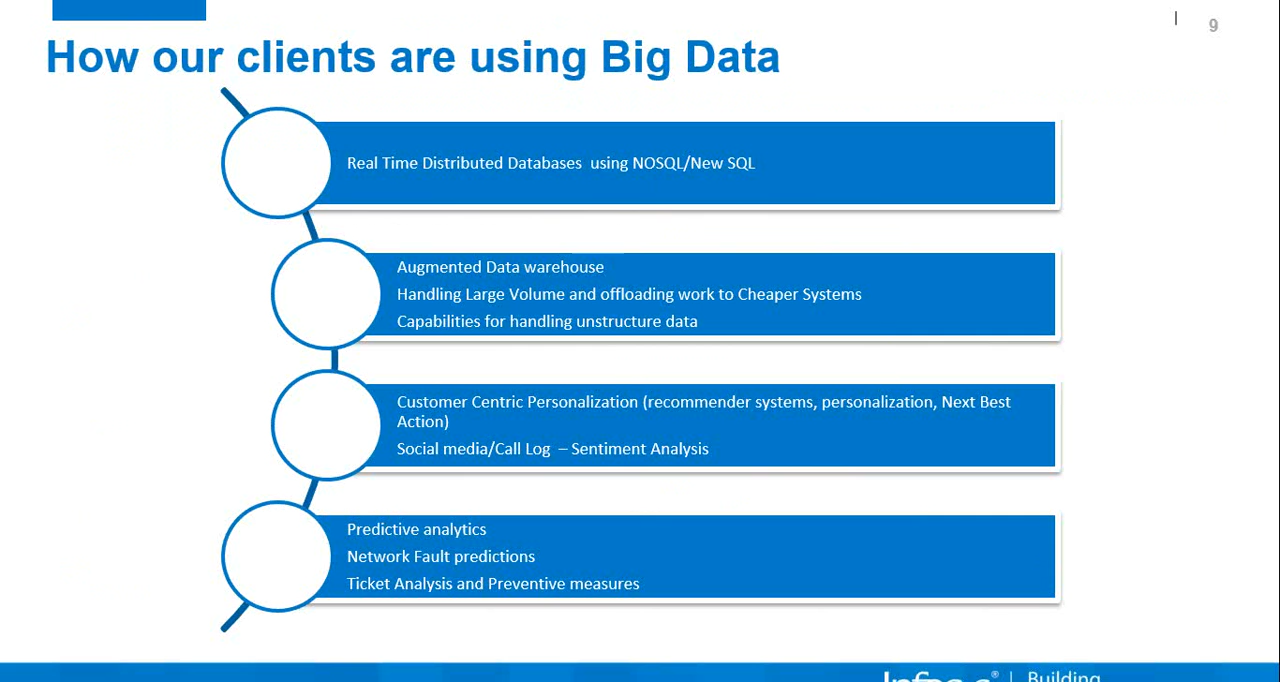 9
How our clients are using Big Data
Real Time Distributed Databases  using NOSQL/New SQL
Augmented Data warehouse
Handling Large Volume and offloading work to Cheaper Systems
Capabilities for handling unstructure data
Customer Centric Personalization (recommender systems, personalization, Next Best
Action)
Social media/Call Log  – Sentiment Analysis
Predictive analytics
Network Fault predictions
Ticket Analysis and Preventive measures
Building